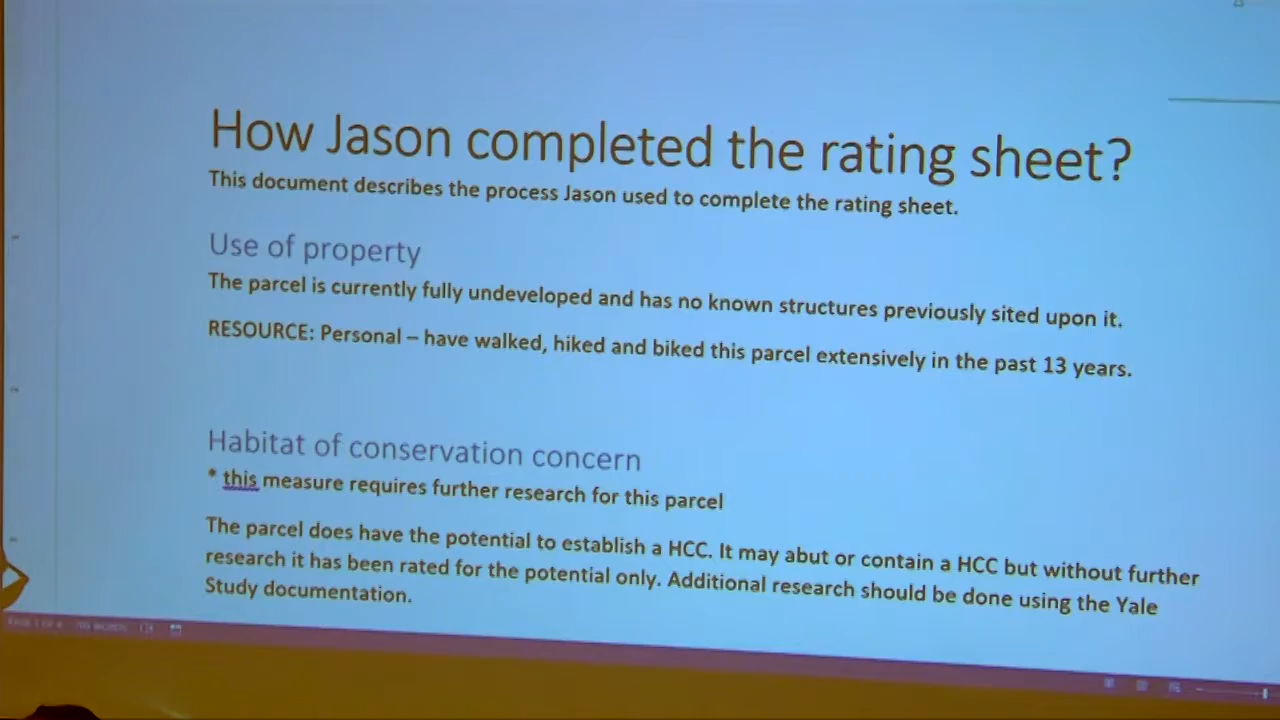 How Jason completed the rating sheet?
This document describes the process Jason used to complete the rating sheet.
Use of property
The parcel is currently fully undeveloped and has no known structures previously sited upon it.
RESOURCE: Personal – have walked, hiked and biked this parcel extensively in the past 13 years.
Habitat of conservation concern
* this measure requires further research for this parcel
The parcel does have the potential to establish a HCC. It may abut or contain a HCC but without further
research it has been rated for the potential only. Additional research should be done using the Yale
Study documentation.